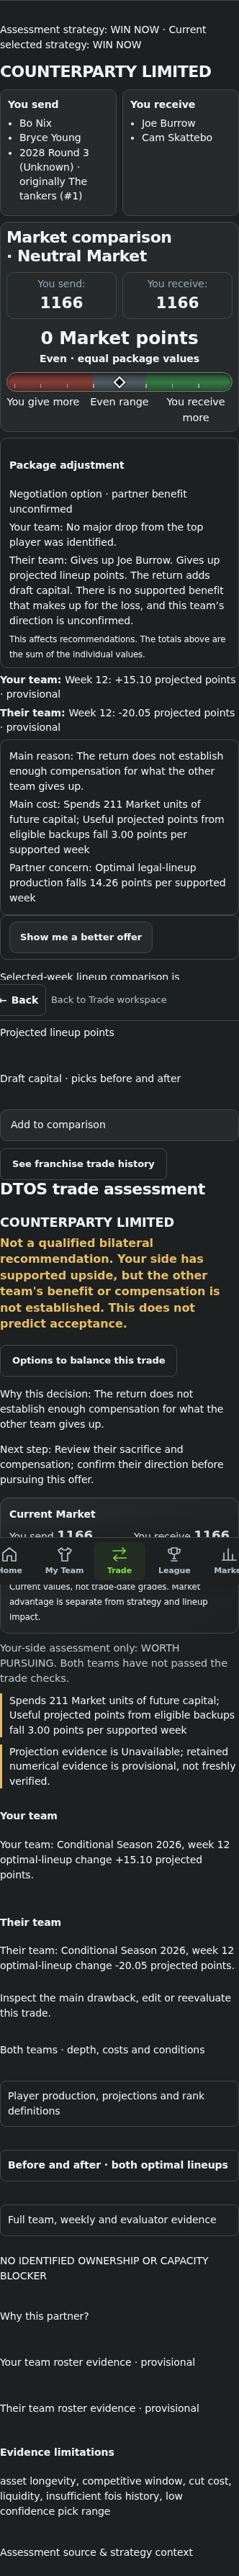 Assessment strategy: WIN NOW · Current
selected strategy: WIN NOW
COUNTERPARTY LIMITED
You send
• Bo Nix
• Bryce Young
• 2028 Round 3
(Unknown) ·
originally The
tankers (#1)
You receive
• Joe Burrow
• Cam Skattebo
Market comparison
· Neutral Market
You send:
1166
You receive:
1166
0 Market points
Even · equal package values
You give more
Even range
You receive
more
Package adjustment
Negotiation option · partner benefit
unconfirmed
Your team: No major drop from the top
player was identified.
Their team: Gives up Joe Burrow. Gives up
projected lineup points. The return adds
draft capital. There is no supported benefit
that makes up for the loss, and this team's
direction is unconfirmed.
This affects recommendations. The totals above are
the sum of the individual values.
Your team: Week 12: +15.10 projected points
· provisional
Their team: Week 12: -20.05 projected points
· provisional
Main reason: The return does not establish
enough compensation for what the other
team gives up.
Main cost: Spends 211 Market units of
future capital; Useful projected points from
eligible backups fall 3.00 points per
supported week
Partner concern: Optimal legal-lineup
production falls 14.26 points per supported
week
Show me a better offer
Selected-week lineup comparison is
← Back
Back to Trade workspace
Projected lineup points
Draft capital · picks before and after
Add to comparison
See franchise trade history
DTOS trade assessment
COUNTERPARTY LIMITED
Not a qualified bilateral
recommendation. Your side has
supported upside, but the other
team's benefit or compensation is
not established. This does not
predict acceptance.
Options to balance this trade
Why this decision: The return does not
establish enough compensation for what the
other team gives up.
Next step: Review their sacrifice and
compensation; confirm their direction before
pursuing this offer.
Current Market
You send 1166
You receive 1166
Home
My Team
Trade
League
Marke
Current values, not trade-date grades. Market
advantage is separate from strategy and lineup
impact.
Your-side assessment only: WORTH
PURSUING. Both teams have not passed the
trade checks.
Spends 211 Market units of future capital;
Useful projected points from eligible backups
fall 3.00 points per supported week
Projection evidence is Unavailable; retained
numerical evidence is provisional, not freshly
verified.
Your team
Your team: Conditional Season 2026, week 12
optimal-lineup change +15.10 projected
points.
Their team
Their team: Conditional Season 2026, week 12
optimal-lineup change -20.05 projected points.
Inspect the main drawback, edit or reevaluate
this trade.
Both teams · depth, costs and conditions
Player production, projections and rank
definitions
Before and after · both optimal lineups
Full team, weekly and evaluator evidence
NO IDENTIFIED OWNERSHIP OR CAPACITY
BLOCKER
Why this partner?
Your team roster evidence · provisional
Their team roster evidence · provisional
Evidence limitations
asset longevity, competitive window, cut cost,
liquidity, insufficient fois history, low
confidence pick range
Assessment source & strategy context